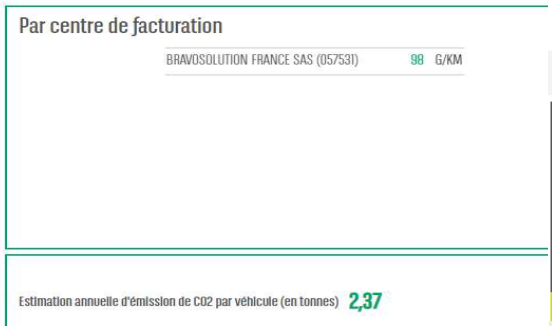 Par centre de facturation
BRAVOSOLUTION FRANCE SAS (057531) 98 G/KM
Estimation annuelle d'émission de CO2 par véhicule (en tonnes) 2,37